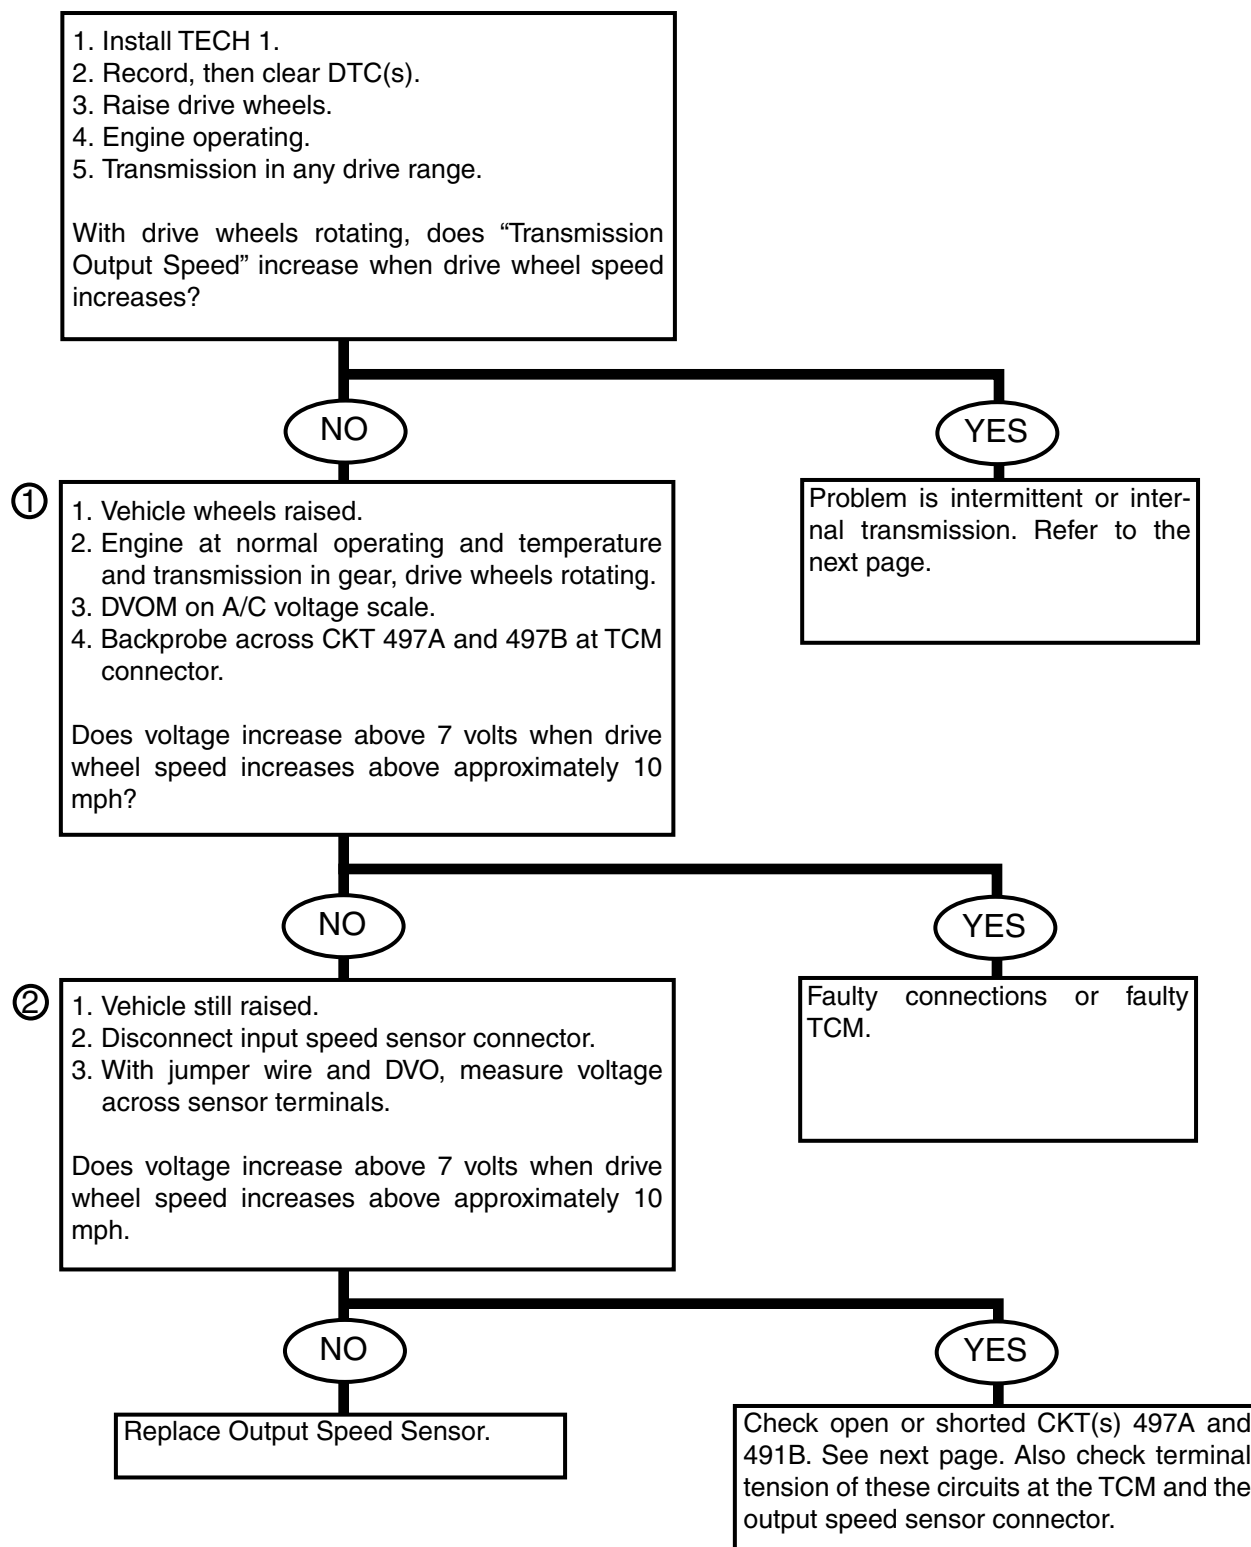 1. Install TECH 1.
2. Record, then clear DTC(s).
3. Raise drive wheels.
4. Engine operating.
5. Transmission in any drive range.
With drive wheels rotating, does “Transmission
Output Speed” increase when drive wheel speed
increases?
NO
YES
①
1. Vehicle wheels raised.
2. Engine at normal operating and temperature
and transmission in gear, drive wheels rotating.
3. DVOM on A/C voltage scale.
4. Backprobe across CKT 497A and 497B at TCM
connector.
Does voltage increase above 7 volts when drive
wheel speed increases above approximately 10
mph?
Problem is intermittent or inter-
nal transmission. Refer to the
next page.
NO
YES
②
1. Vehicle still raised.
2. Disconnect input speed sensor connector.
3. With jumper wire and DVO, measure voltage
across sensor terminals.
Does voltage increase above 7 volts when drive
wheel speed increases above approximately 10
mph.
Faulty connections or faulty
TCM.
NO
YES
Replace Output Speed Sensor.
Check open or shorted CKT(s) 497A and
491B. See next page. Also check terminal
tension of these circuits at the TCM and the
output speed sensor connector.